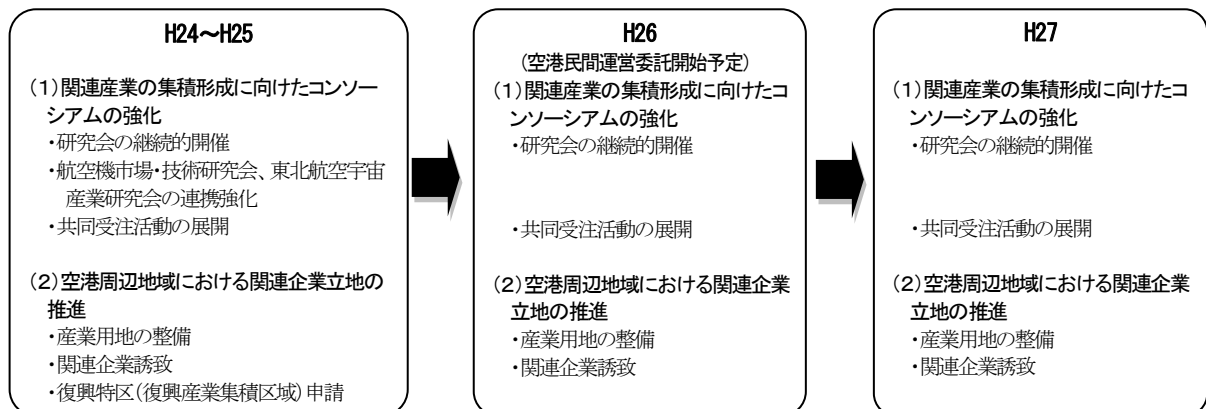 H24～H25
(1)関連産業の集積形成に向けたコンソー
シアムの強化
・研究会の継続的開催
・航空機市場・技術研究会、東北航空宇宙
産業研究会の連携強化
・共同受注活動の展開
(2)空港周辺地域における関連企業立地の
推進
・産業用地の整備
・関連企業誘致
・復興特区(復興産業集積区域)申請
H26
(空港民間運営委託開始予定)
(1)関連産業の集積形成に向けたコ
ンソーシアムの強化
・研究会の継続的開催
・共同受注活動の展開
(2)空港周辺地域における関連企業
立地の推進
・産業用地の整備
・関連企業誘致
H27
(1)関連産業の集積形成に向けたコ
ンソーシアムの強化
・研究会の継続的開催
・共同受注活動の展開
(2)空港周辺地域における関連企業
立地の推進
・産業用地の整備
・関連企業誘致